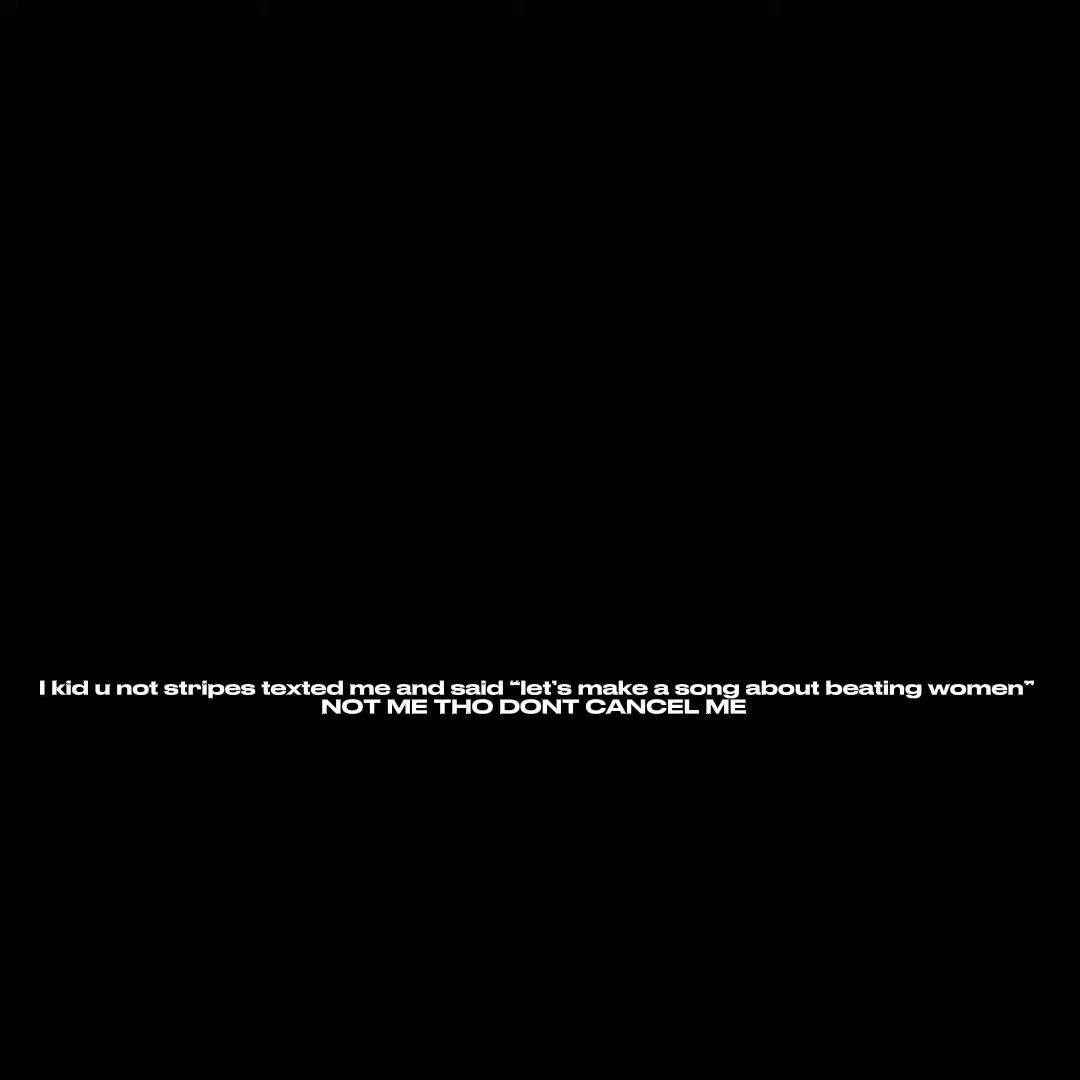 I kid u not stripes texted me and said “let’s make a song about beating women”
NOT ME THO DONT CANCEL ME